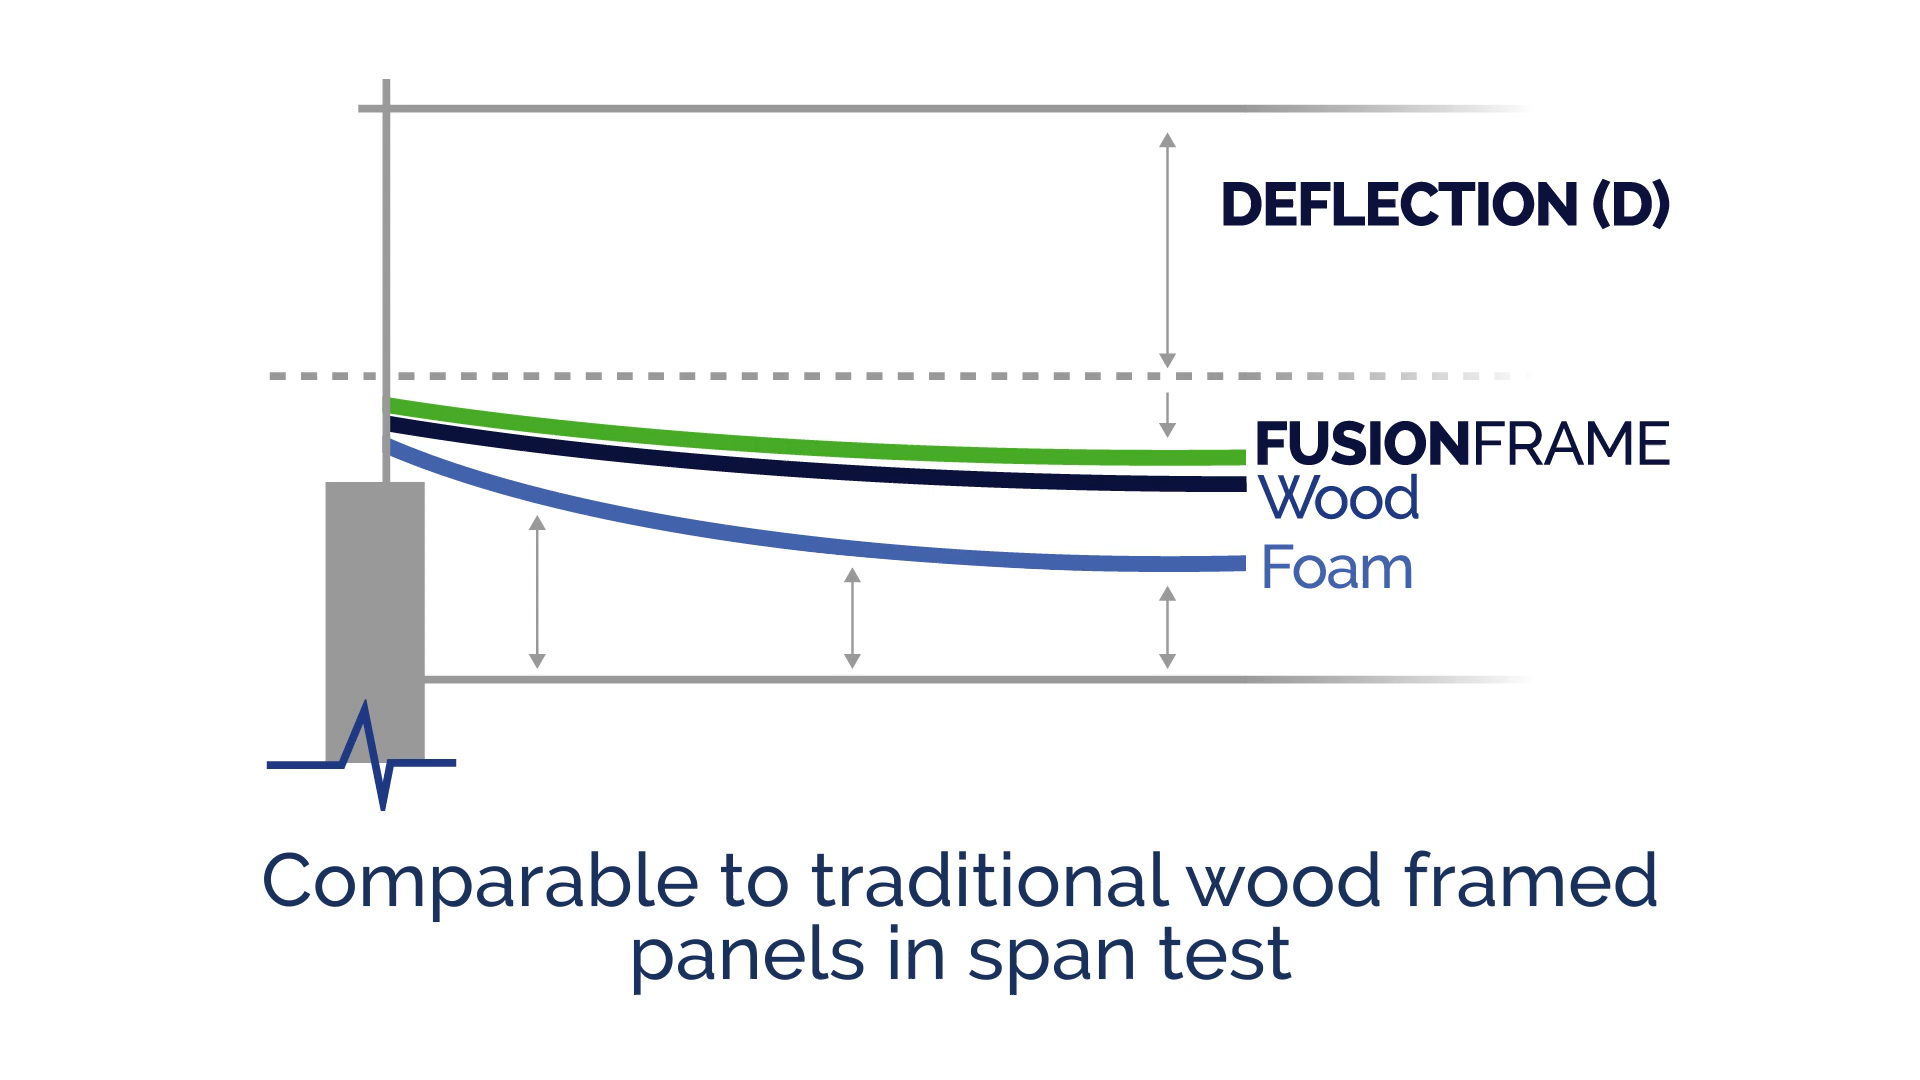 DEFLECTION (D)
FUSIONFRAME
Wood
Foam
Comparable to traditional wood framed
panels in span test